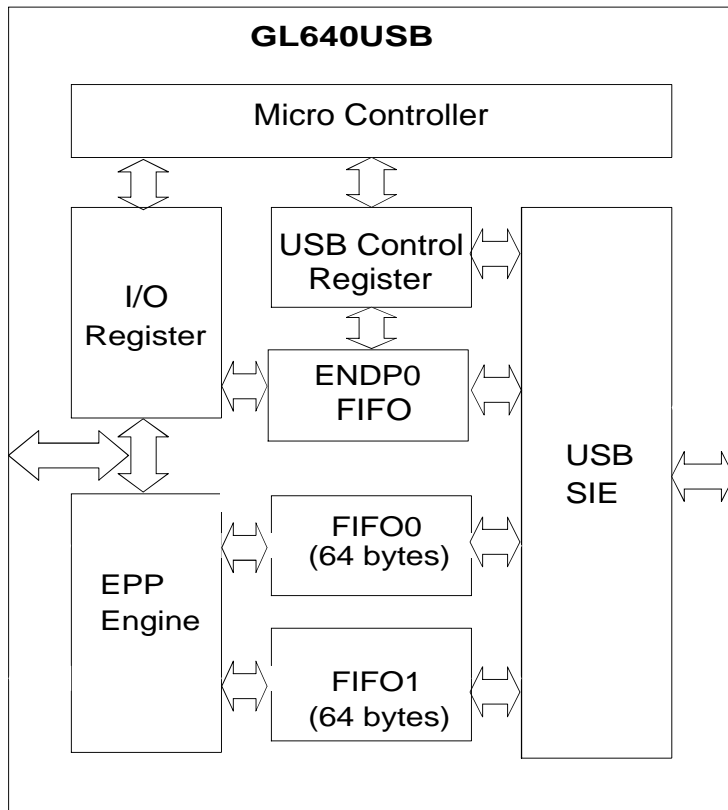 GL640USB
Micro Controller
I/O
Register
USB Control
Register
ENDP0
FIFO
USB
SIE
EPP
Engine
FIFO0
(64 bytes)
FIFO1
(64 bytes)